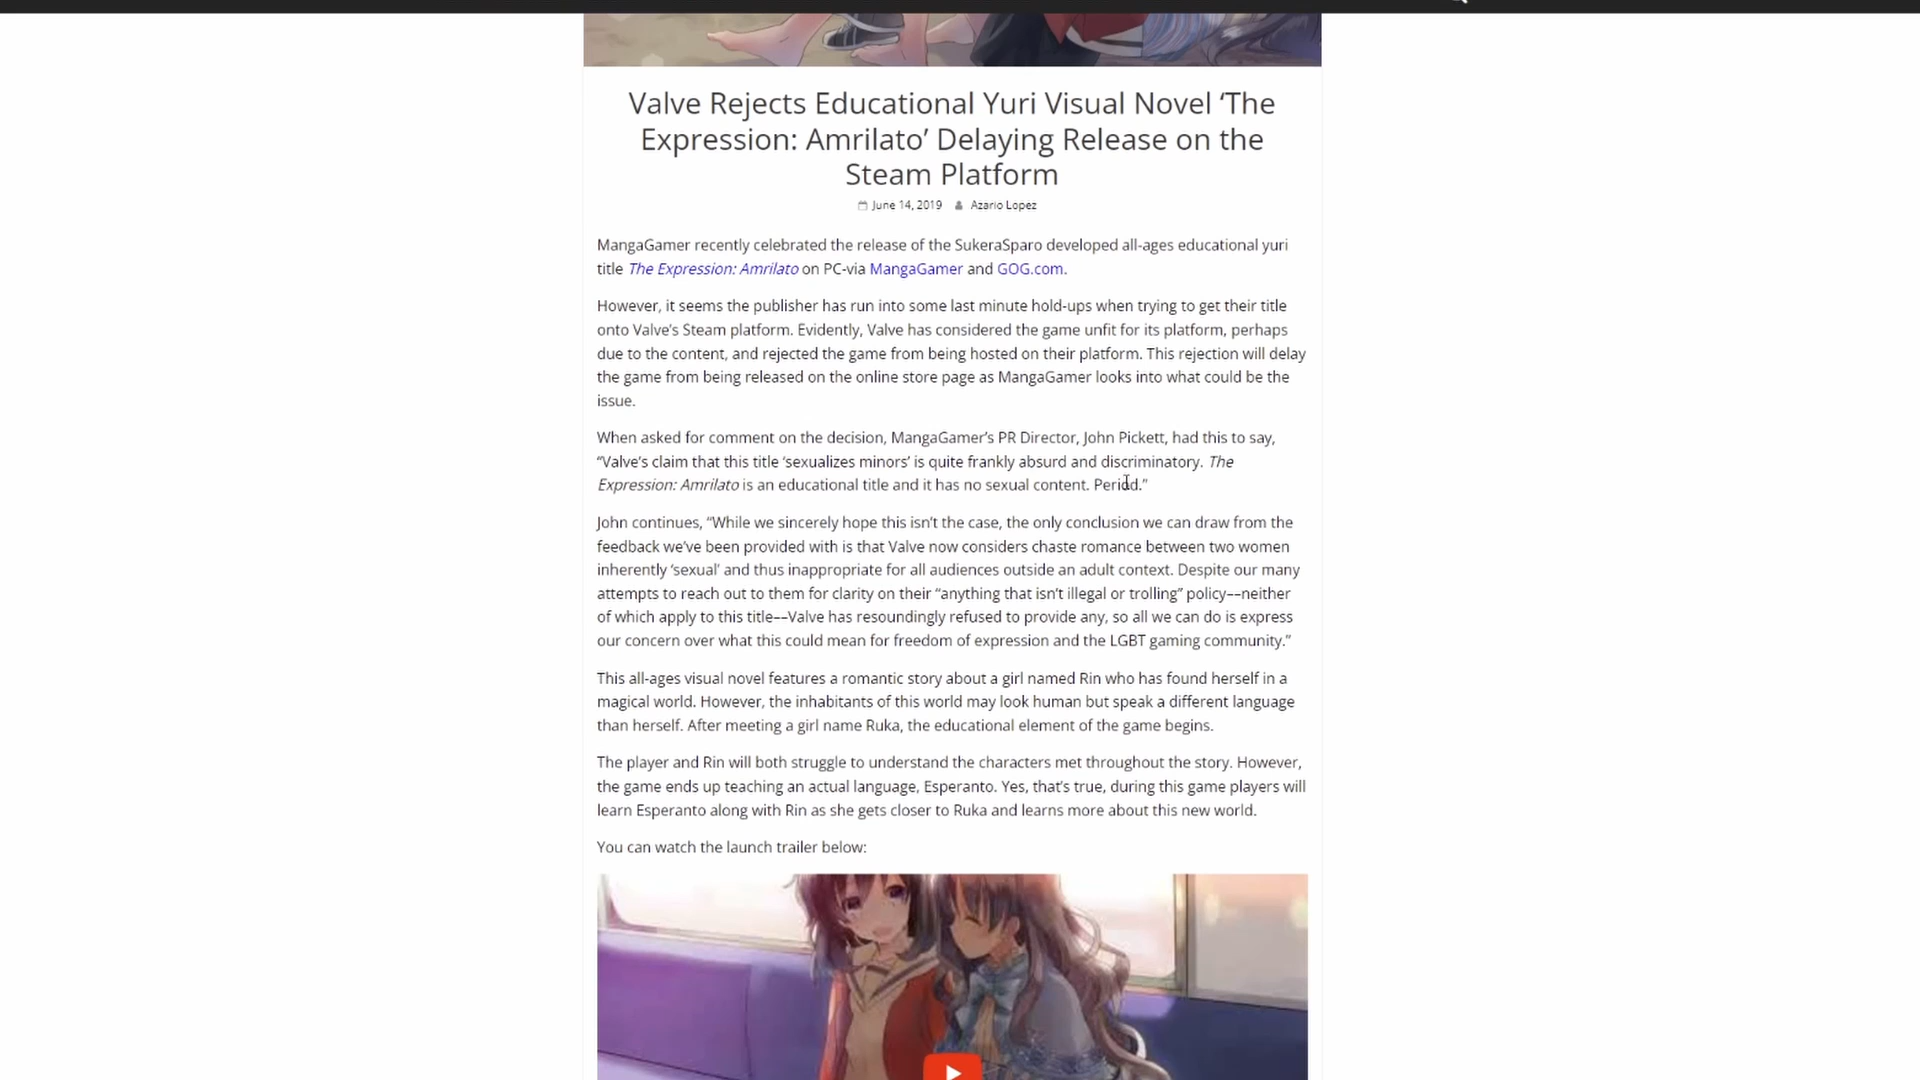 Valve Rejects Educational Yuri Visual Novel ‘The
Expression: Amrilato’ Delaying Release on the
Steam Platform
June 14, 2019 Azario Lopez
MangaGamer recently celebrated the release of the SukeraSparo developed all-ages educational yuri
title The Expression: Amrilato on PC-via MangaGamer and GOG.com.
However, it seems the publisher has run into some last minute hold-ups when trying to get their title
onto Valve’s Steam platform. Evidently, Valve has considered the game unfit for its platform, perhaps
due to the content, and rejected the game from being hosted on their platform. This rejection will delay
the game from being released on the online store page as MangaGamer looks into what could be the
issue.
When asked for comment on the decision, MangaGamer’s PR Director, John Pickett, had this to say,
“Valve’s claim that this title ‘sexualizes minors’ is quite frankly absurd and discriminatory. The
Expression: Amrilato is an educational title and it has no sexual content. Period.”
John continues, “While we sincerely hope this isn’t the case, the only conclusion we can draw from the
feedback we’ve been provided with is that Valve now considers chaste romance between two women
inherently ‘sexual’ and thus inappropriate for all audiences outside an adult context. Despite our many
attempts to reach out to them for clarity on their “anything that isn’t illegal or trolling” policy––neither
of which apply to this title––Valve has resoundingly refused to provide any, so all we can do is express
our concern over what this could mean for freedom of expression and the LGBT gaming community.”
This all-ages visual novel features a romantic story about a girl named Rin who has found herself in a
magical world. However, the inhabitants of this world may look human but speak a different language
than herself. After meeting a girl name Ruka, the educational element of the game begins.
The player and Rin will both struggle to understand the characters met throughout the story. However,
the game ends up teaching an actual language, Esperanto. Yes, that’s true, during this game players will
learn Esperanto along with Rin as she gets closer to Ruka and learns more about this new world.
You can watch the launch trailer below: